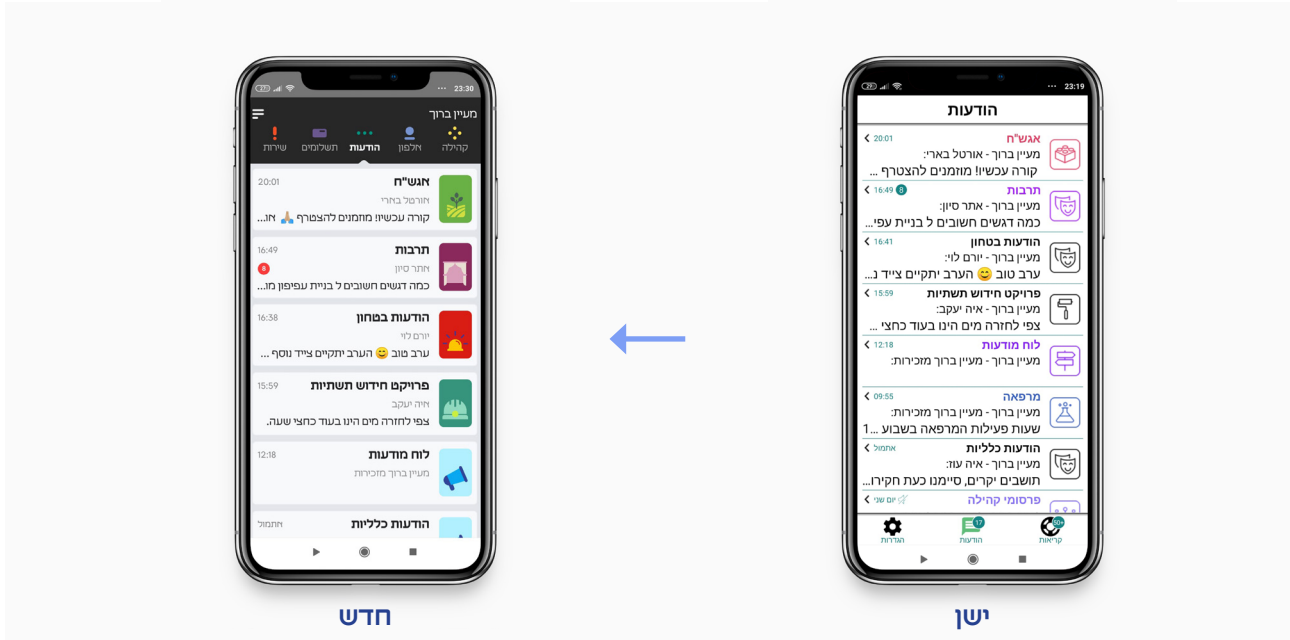 23:19
29
הודעות
אגש"ח
20:01
מעיין ברוך - אורטל בארי:
קורה עכשיו! מוזמנים להצטרף ...
תרבות
8 16:49
מעיין ברוך - אתר סיון:
כמה דגשים חשובים ל בניית עפי...
הודעות בטחון
16:41
מעיין ברוך - יורם לוי:
ערב טוב 😊 הערב יתקיים צייד נ...
פרויקט חידוש תשתיות
15:59
מעיין ברוך - איה יעקב:
צפי לחזרה מים הינו בעוד כחצי ...
לוח מודעות
12:18
מעיין ברוך - מעיין ברוך מזכירות:
מרפאה
09:55
מעיין ברוך - מעיין ברוך מזכירות:
שעות פעילות המרפאה בשבוע ...1
הודעות כלליות
אתמול
מעיין ברוך - איה עוז:
תושבים יקרים, סיימנו כעת חקירו...
פרסומי קהילה
יום שני
50+
קריאות
17
הודעות
הגדרות
ישן
23:30
27
מעיין ברוך
קהילה
אלפון
הודעות
תשלומים
שירות
אגש"ח
20:01
אורטל בארי
קורה עכשיו! מוזמנים להצטרף 🙏 או...
תרבות
16:49
אתר סיון
8
כמה דגשים חשובים ל בניית עפיפון מו...
הודעות בטחון
16:38
יורם לוי
ערב טוב 😊 הערב יתקיים צייד נוסף ...
פרויקט חידוש תשתיות
15:59
איה יעקב
צפי לחזרה מים הינו בעוד כחצי שעה.
לוח מודעות
12:18
מעיין ברוך מזכירות
הודעות כלליות
אתמול
חדש